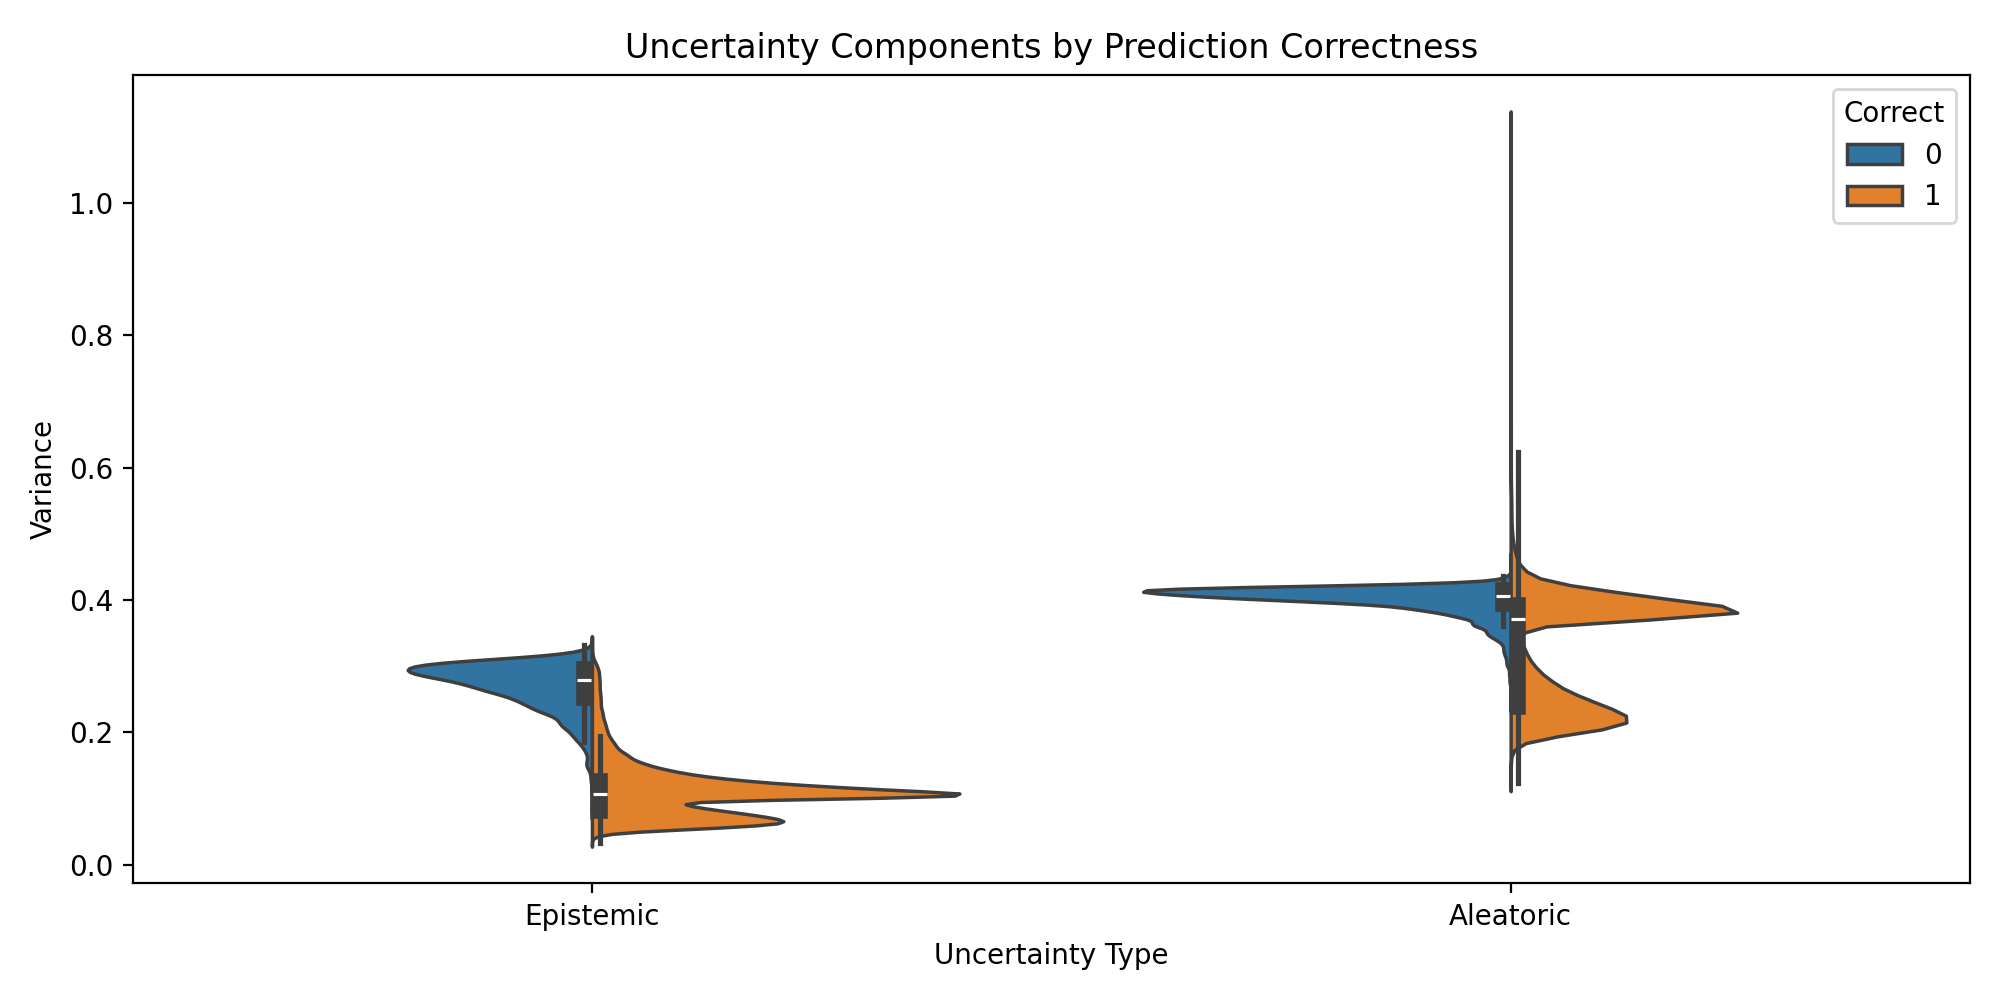 Uncertainty Components by Prediction Correctness
Correct
0
1
1.0
0.8
0.6
0.4
0.2
0.0
Variance
Epistemic
Aleatoric
Uncertainty Type